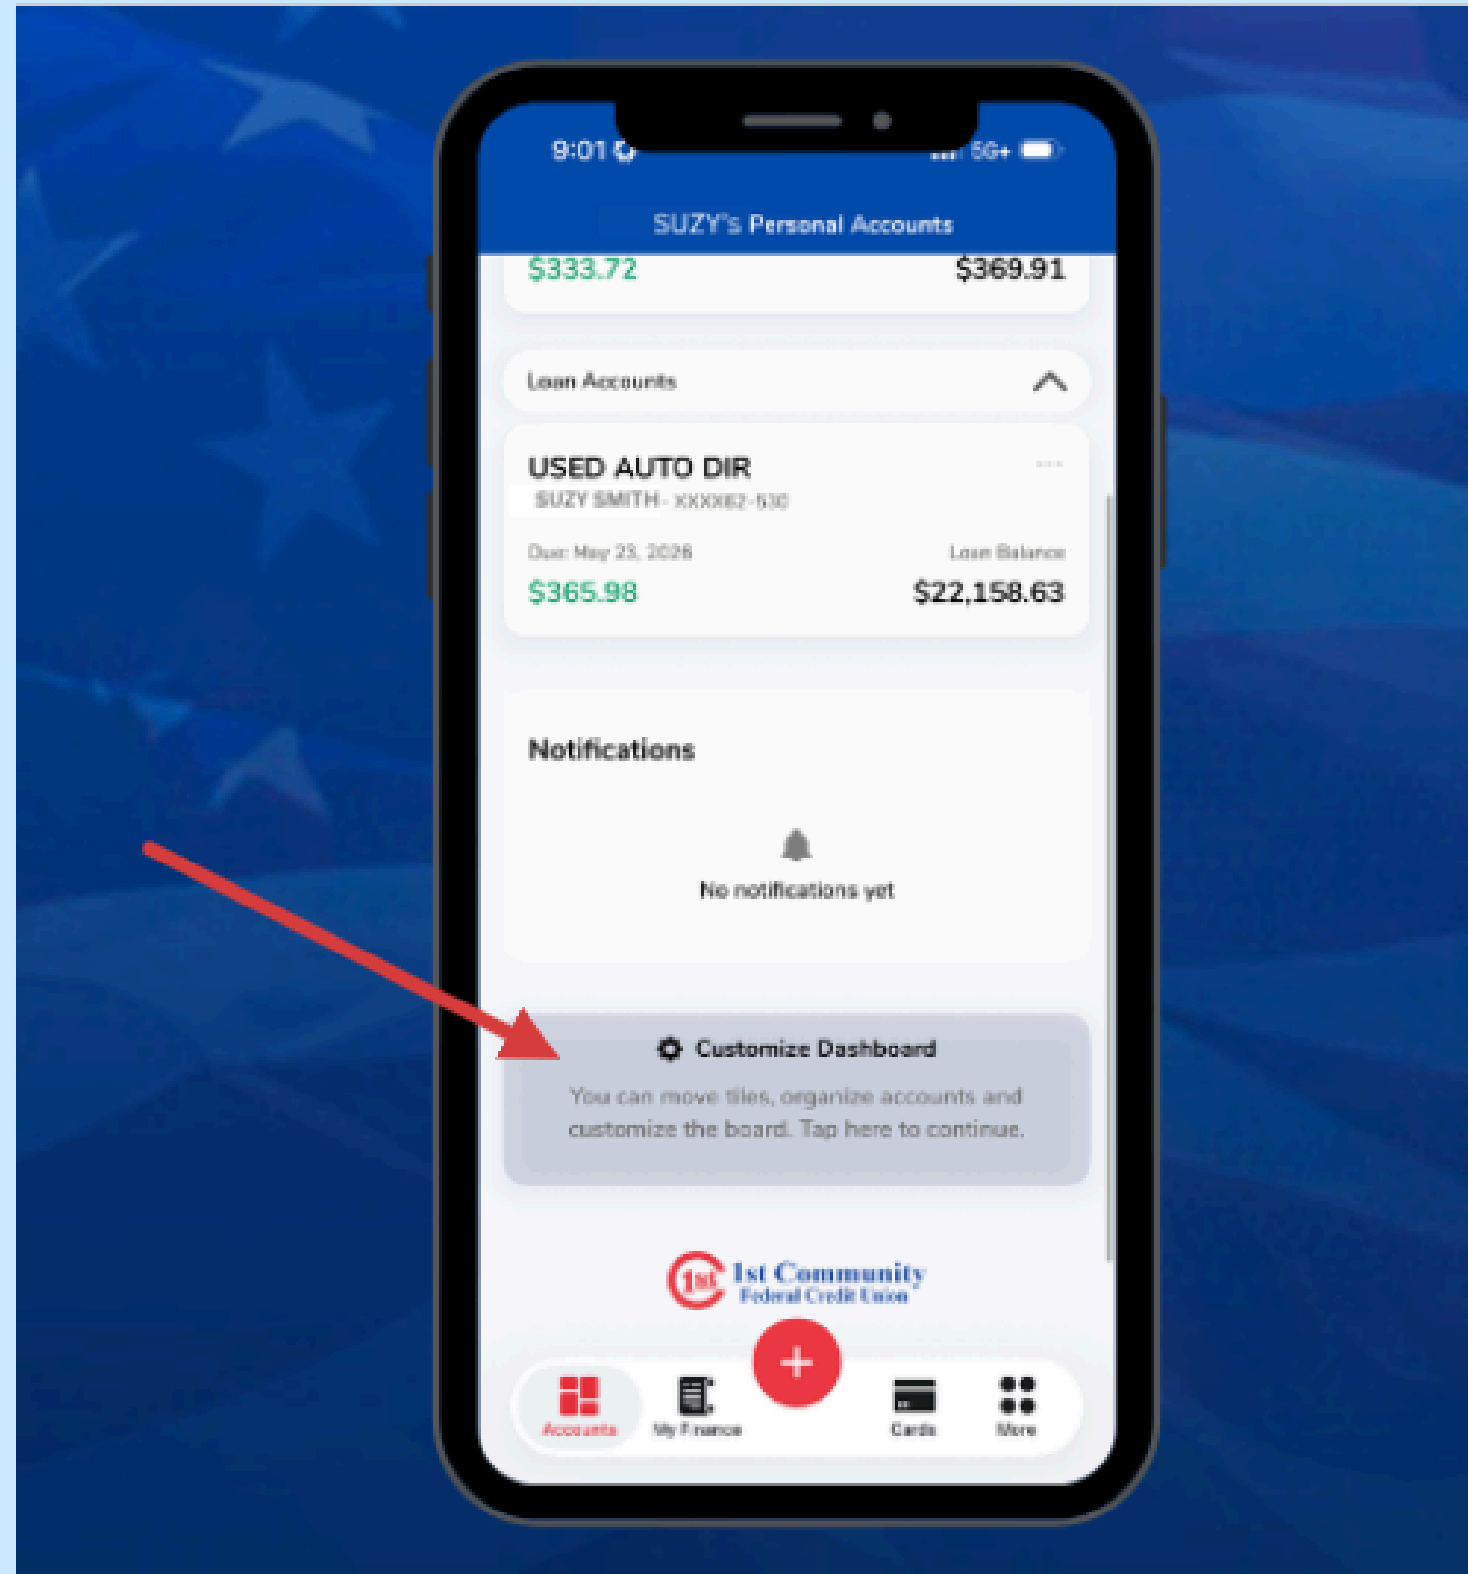 9:01
5G+
SUZY's Personal Accounts
$333.72 $369.91
Loan Accounts
USED AUTO DIR
SUZY SMITH - XXXX62-530
Due: May 23, 2026 Loan Balance
$365.98 $22,158.63
Notifications
No notifications yet
Customize Dashboard
You can move tiles, organize accounts and
customize the board. Tap here to continue.
1st 1st Community
Federal Credit Union
+
Accounts My Finance Cards More